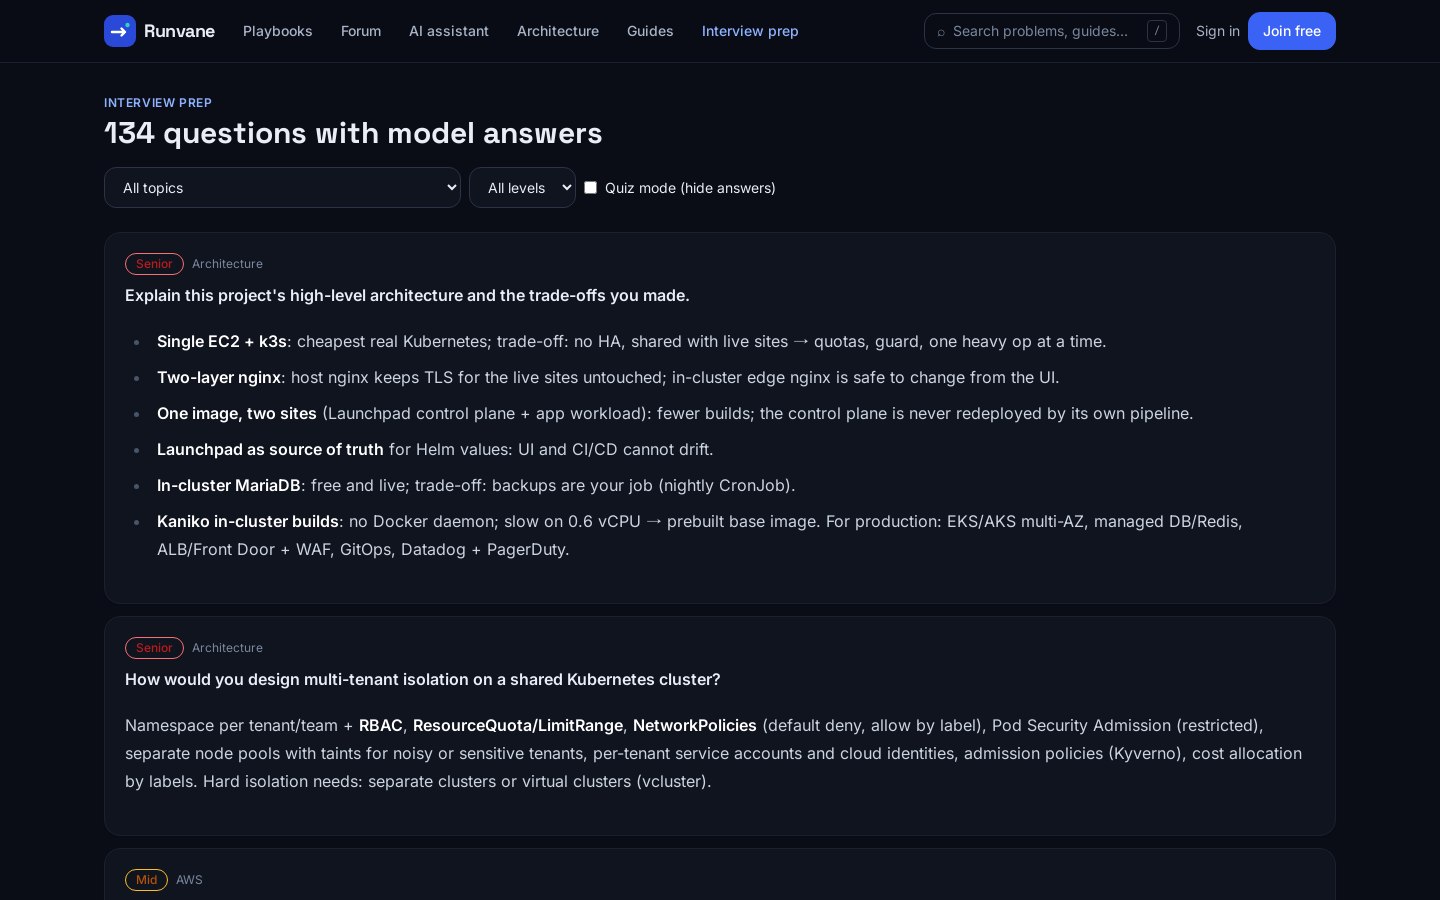 Runvane
Playbooks
Forum
AI assistant
Architecture
Guides
Interview prep
Search problems, guides...
/
Sign in
Join free
INTERVIEW PREP
134 questions with model answers
All topics
All levels
Quiz mode (hide answers)
Senior
Architecture
Explain this project's high-level architecture and the trade-offs you made.
Single EC2 + k3s: cheapest real Kubernetes; trade-off: no HA, shared with live sites → quotas, guard, one heavy op at a time.
Two-layer nginx: host nginx keeps TLS for the live sites untouched; in-cluster edge nginx is safe to change from the UI.
One image, two sites (Launchpad control plane + app workload): fewer builds; the control plane is never redeployed by its own pipeline.
Launchpad as source of truth for Helm values: UI and CI/CD cannot drift.
In-cluster MariaDB: free and live; trade-off: backups are your job (nightly CronJob).
Kaniko in-cluster builds: no Docker daemon; slow on 0.6 vCPU → prebuilt base image. For production: EKS/AKS multi-AZ, managed DB/Redis,
ALB/Front Door + WAF, GitOps, Datadog + PagerDuty.
Senior
Architecture
How would you design multi-tenant isolation on a shared Kubernetes cluster?
Namespace per tenant/team + RBAC, ResourceQuota/LimitRange, NetworkPolicies (default deny, allow by label), Pod Security Admission (restricted),
separate node pools with taints for noisy or sensitive tenants, per-tenant service accounts and cloud identities, admission policies (Kyverno), cost allocation
by labels. Hard isolation needs: separate clusters or virtual clusters (vcluster).
Mid
AWS